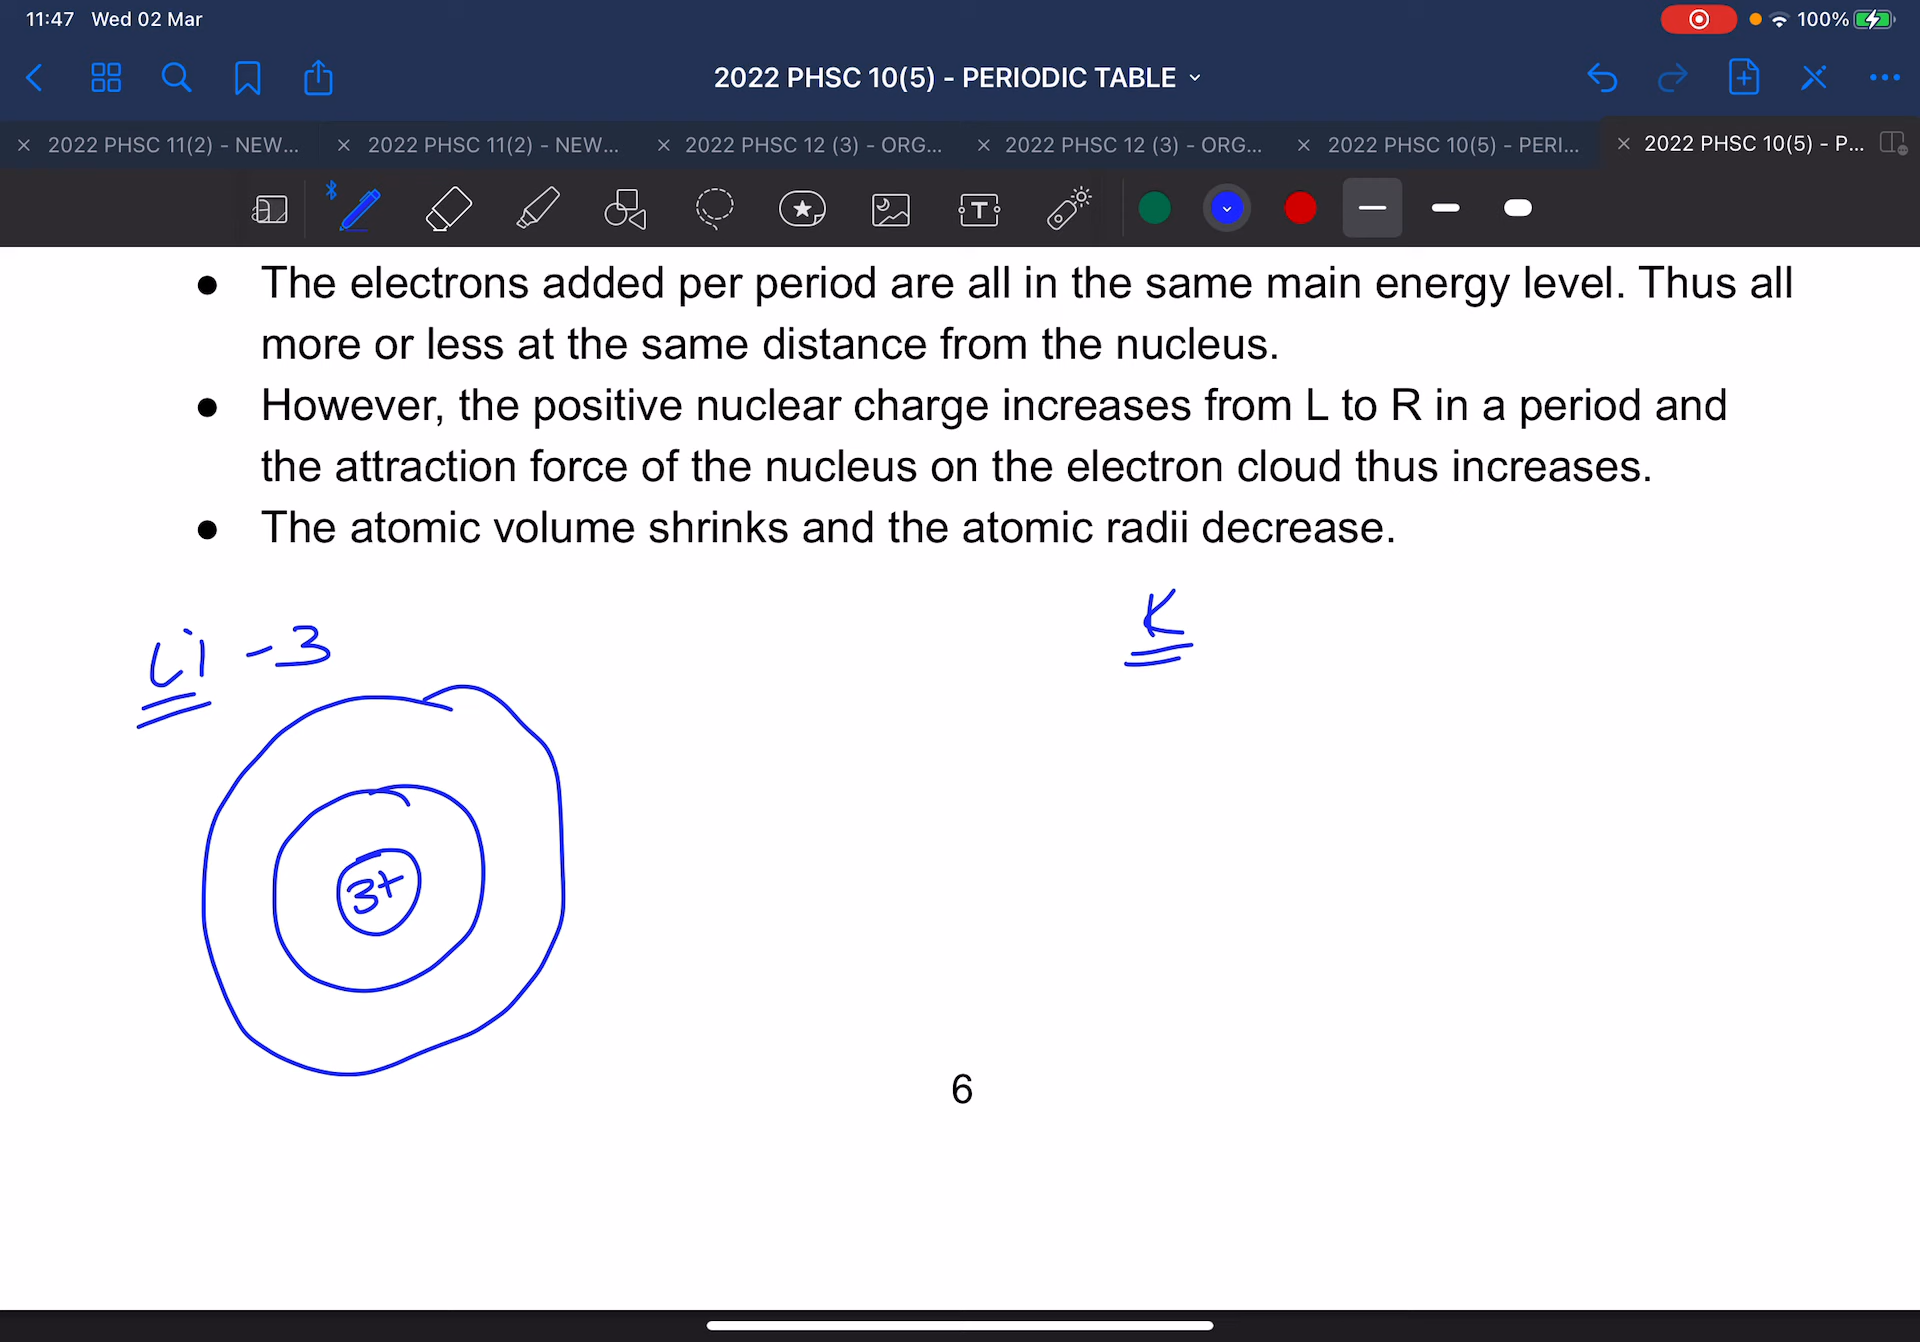 11:47 Wed 02 Mar
100%
2022 PHSC 10(5) - PERIODIC TABLE
2022 PHSC 11(2) - NEW...
2022 PHSC 11(2) - NEW...
2022 PHSC 12 (3) - ORG...
2022 PHSC 12 (3) - ORG...
2022 PHSC 10(5) - PERI...
2022 PHSC 10(5) - P...
● The electrons added per period are all in the same main energy level. Thus all
more or less at the same distance from the nucleus.
● However, the positive nuclear charge increases from L to R in a period and
the attraction force of the nucleus on the electron cloud thus increases.
● The atomic volume shrinks and the atomic radii decrease.
K
Li - 3
3+
6